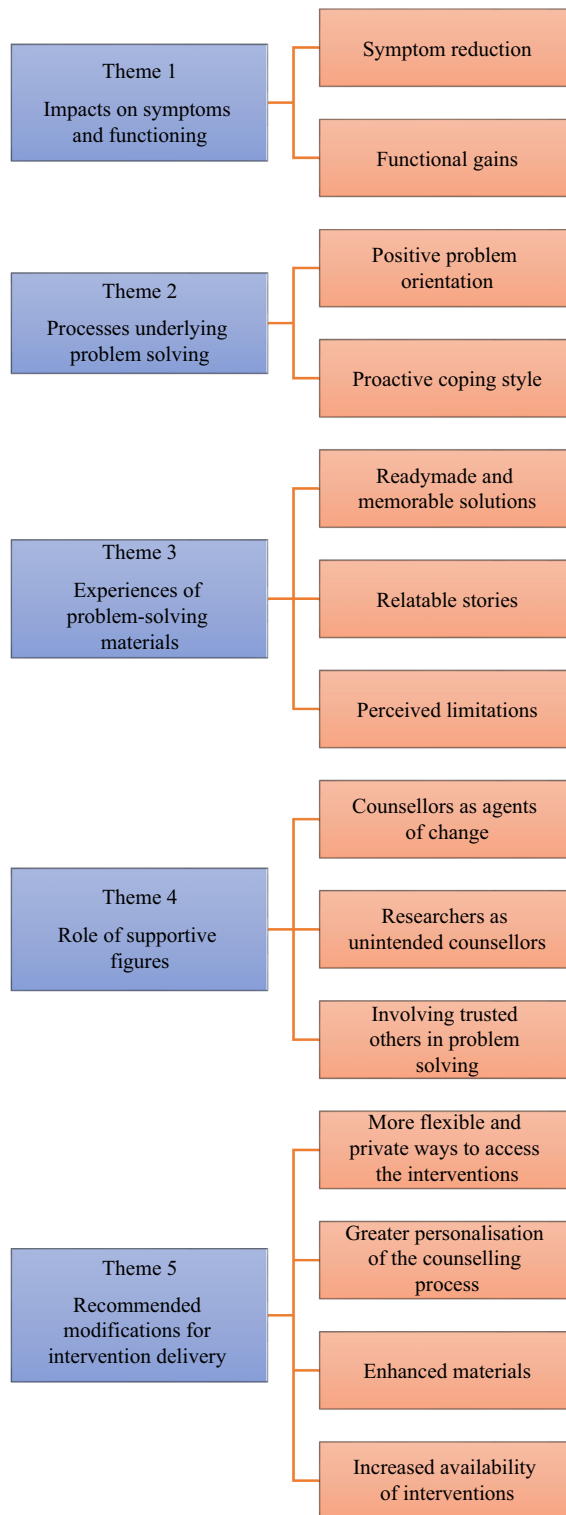 Theme 1
Impacts on symptoms
and functioning
Symptom reduction
Functional gains
Theme 2
Processes underlying
problem solving
Positive problem
orientation
Proactive coping style
Theme 3
Experiences of
problem-solving
materials
Readymade and
memorable solutions
Relatable stories
Perceived limitations
Theme 4
Role of supportive
figures
Counsellors as agents
of change
Researchers as
unintended counsellors
Involving trusted
others in problem
solving
Theme 5
Recommended
modifications for
intervention delivery
More flexible and
private ways to access
the interventions
Greater personalisation
of the counselling
process
Enhanced materials
Increased availability
of interventions